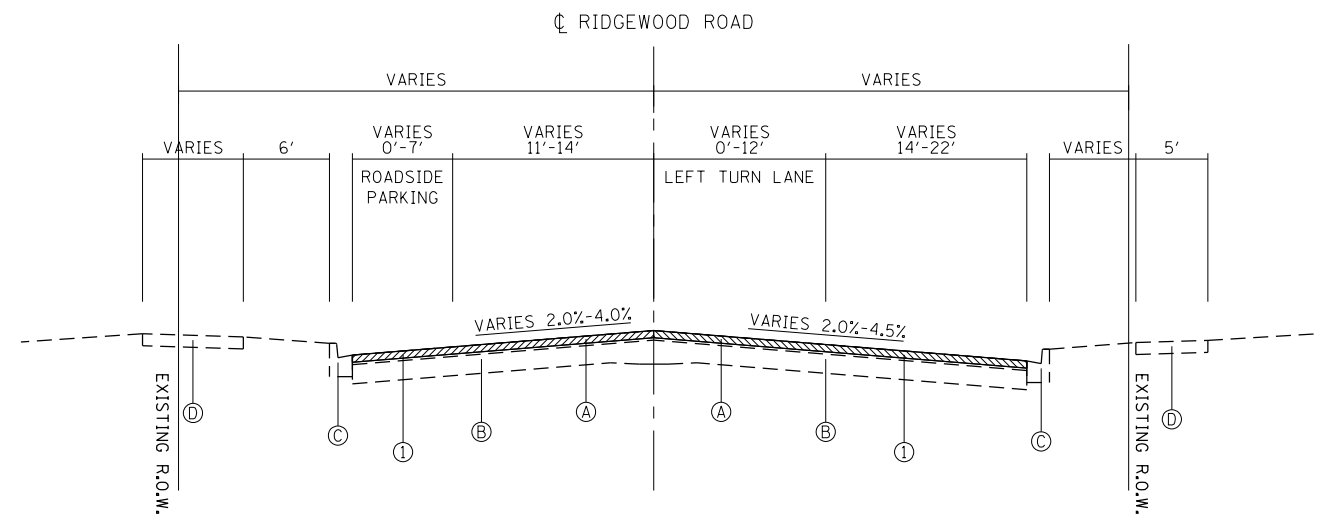 ℄ RIDGEWOOD ROAD
VARIES
VARIES
VARIES
6'
VARIES
0'-7'
VARIES
11'-14'
VARIES
0'-12'
VARIES
14'-22'
VARIES
5'
ROADSIDE
PARKING
LEFT TURN LANE
VARIES 2.0%-4.0%
VARIES 2.0%-4.5%
EXISTING R.O.W.
D
C
1
B
A
A
B
1
C
D
EXISTING R.O.W.